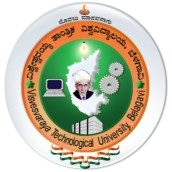 ವಿಶ್ವೇಶ್ವರಯ್ಯ ತಾಂತ್ರಿಕ ವಿಶ್ವವಿದ್ಯಾಲಯ, ಬೆಳಗಾವಿ
Visvesvaraya Technological University, Belagavi